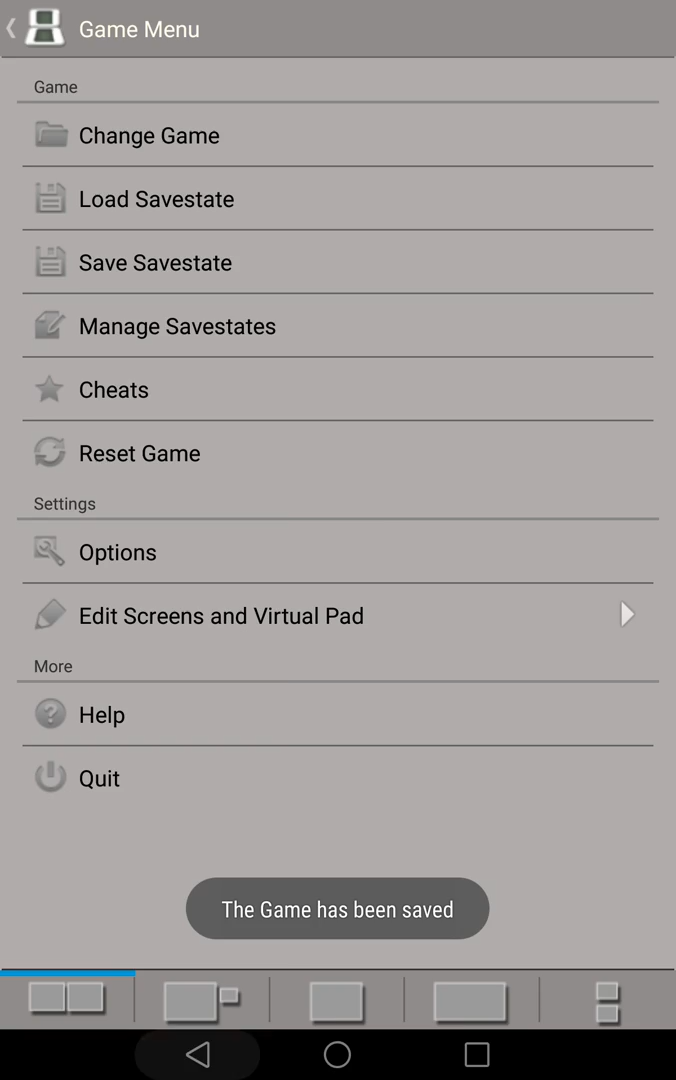 Game Menu
Game
Change Game
Load Savestate
Save Savestate
Manage Savestates
Cheats
Reset Game
Settings
Options
Edit Screens and Virtual Pad
More
Help
Quit
The Game has been saved